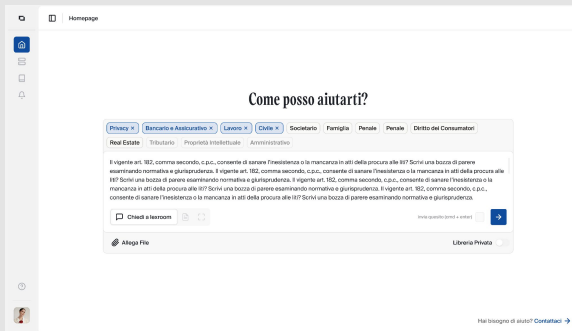 Homepage
Come posso aiutarti?
Privacy × Bancario e Assicurativo × Lavoro × Civile × Societario Famiglia Penale Penale Diritto dei Consumatori
Real Estate Tributario Proprietà Intellettuale Amministrativo
Il vigente art. 182, comma secondo, c.p.c., consente di sanare l'inesistenza o la mancanza in atti della procura alle liti? Scrivi una bozza di parere
esaminando normativa e giurisprudenza. Il vigente art. 182, comma secondo, c.p.c., consente di sanare l'inesistenza o la mancanza in atti della procura alle
liti? Scrivi una bozza di parere esaminando normativa e giurisprudenza. Il vigente art. 182, comma secondo, c.p.c., consente di sanare l'inesistenza o la
mancanza in atti della procura alle liti? Scrivi una bozza di parere esaminando normativa e giurisprudenza. Il vigente art. 182, comma secondo, c.p.c.,
consente di sanare l'inesistenza o la mancanza in atti della procura alle liti? Scrivi una bozza di parere esaminando normativa e giurisprudenza.
Chiedi a lexroom
Invia quesito (cmd + enter)
Allega File
Libreria Privata
Hai bisogno di aiuto? Contattaci →